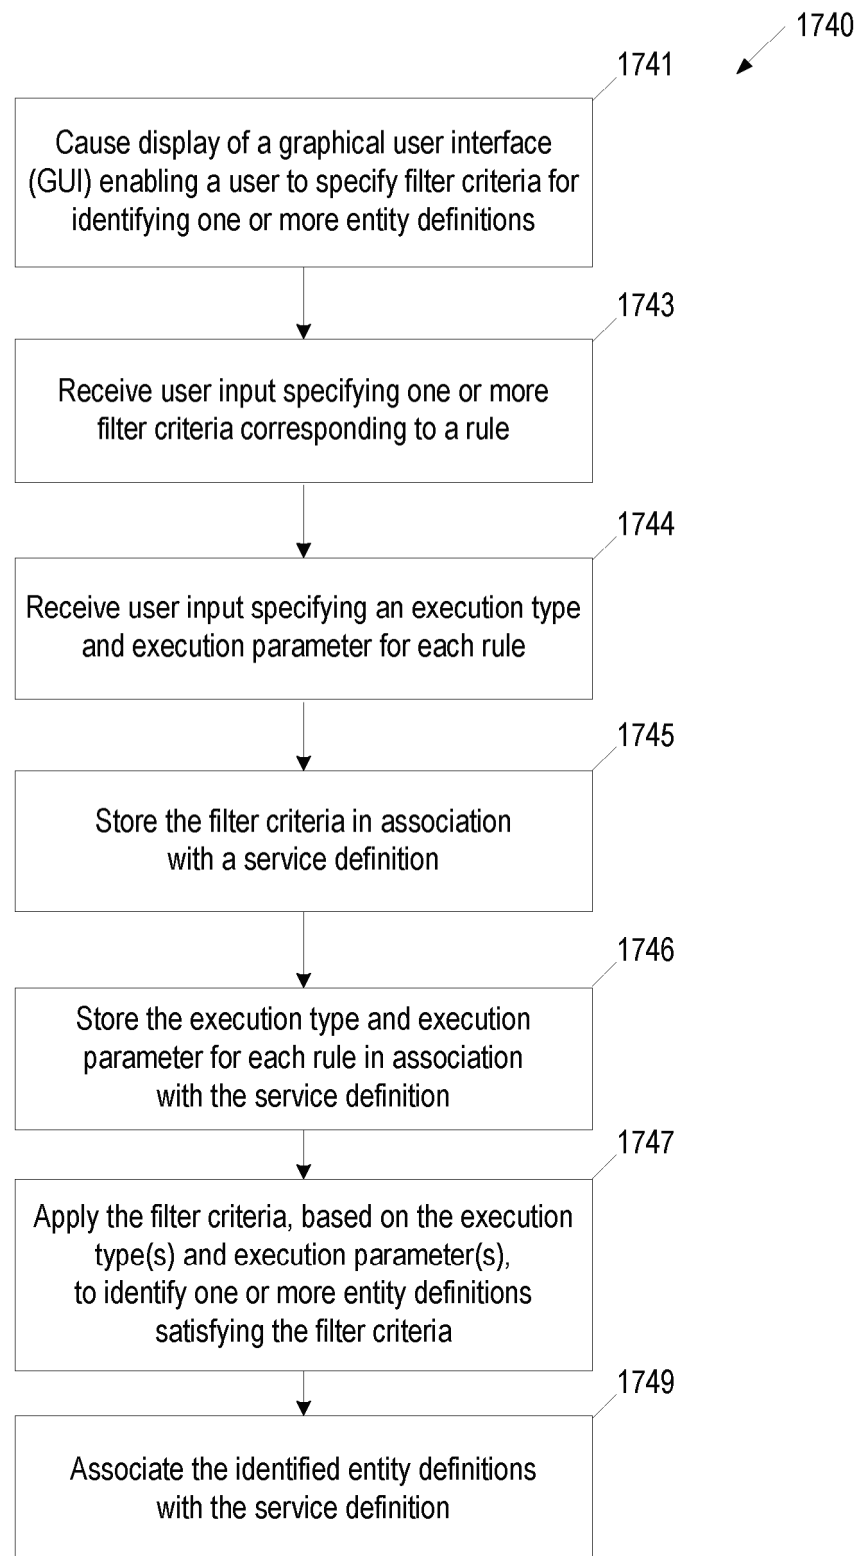 1740
1741
Cause display of a graphical user interface
(GUI) enabling a user to specify filter criteria for
identifying one or more entity definitions
1743
Receive user input specifying one or more
filter criteria corresponding to a rule
1744
Receive user input specifying an execution type
and execution parameter for each rule
1745
Store the filter criteria in association
with a service definition
1746
Store the execution type and execution
parameter for each rule in association
with the service definition
1747
Apply the filter criteria, based on the execution
type(s) and execution parameter(s),
to identify one or more entity definitions
satisfying the filter criteria
1749
Associate the identified entity definitions
with the service definition